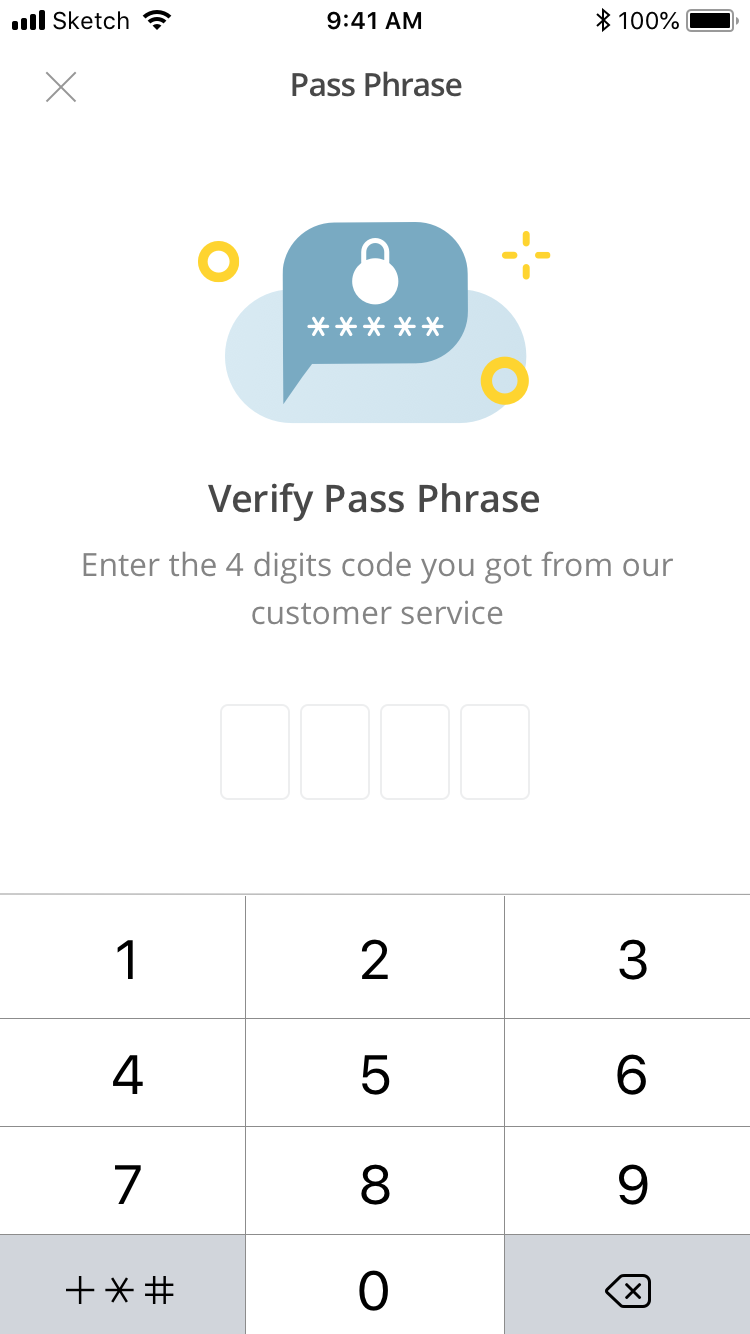 Sketch 9:41 AM 100%
Pass Phrase
*****
Verify Pass Phrase
Enter the 4 digits code you got from our
customer service
1 2 3
4 5 6
7 8 9
+*# 0